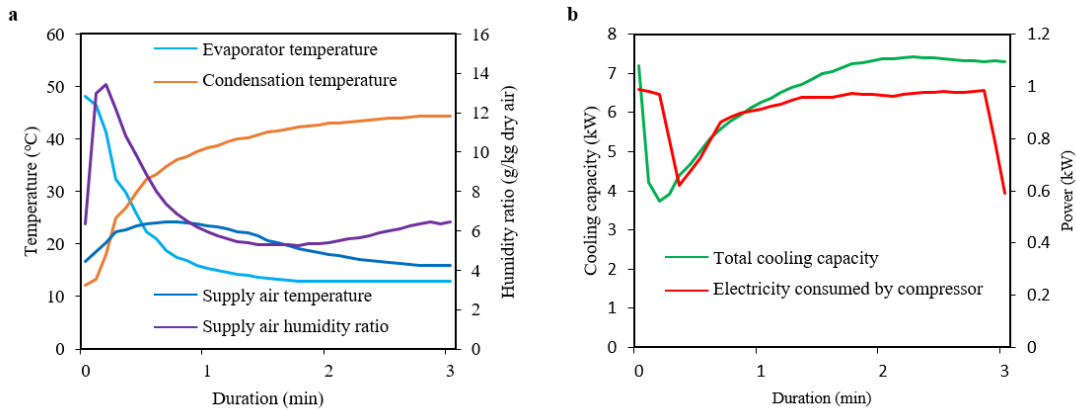 a
60
50
40
30
20
10
0
Temperature (℃)
16
14
12
10
8
6
4
2
0
Humidity ratio (g/kg dry air)
Evaporator temperature
Condensation temperature
Supply air temperature
Supply air humidity ratio
0 1 2 3
Duration (min)
b
8
7
6
5
4
3
2
1
0
Cooling capacity (kW)
1.2
1
0.8
0.6
0.4
0.2
0
Power (kW)
Total cooling capacity
Electricity consumed by compressor
0 1 2 3
Duration (min)